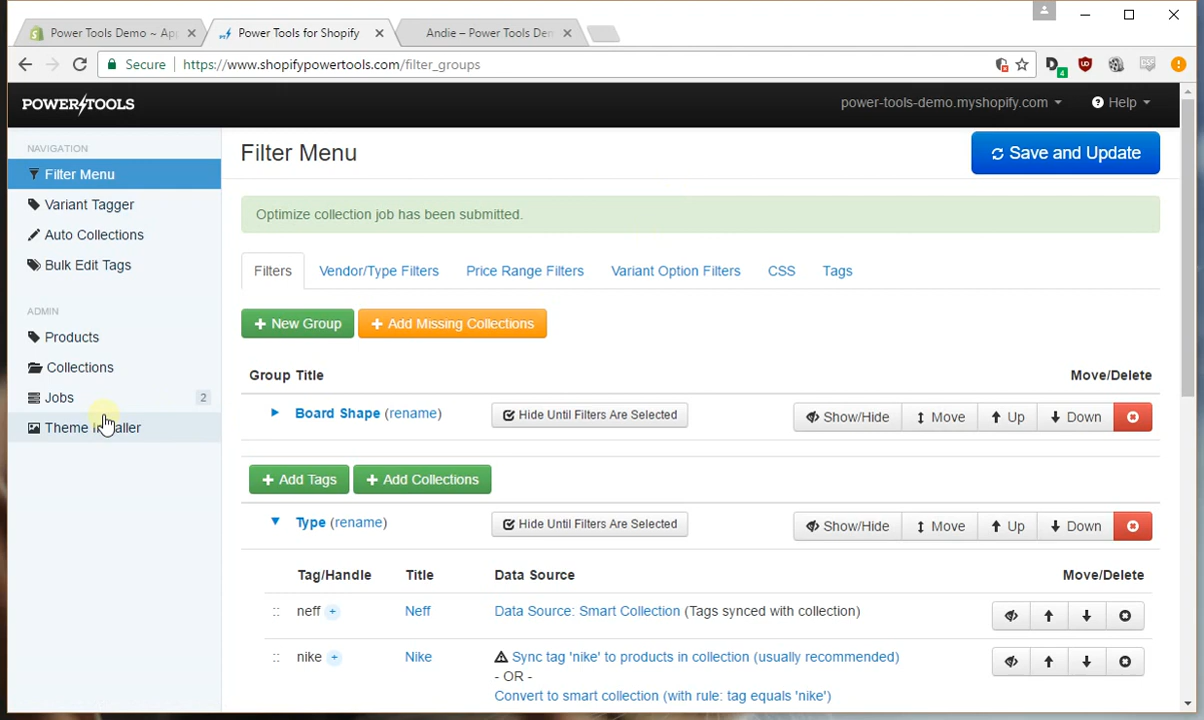 Power Tools Demo ~ Ap
Power Tools for Shopify
Andie – Power Tools De
Secure
https://www.shopifypowertools.com/filter_groups
4
POWER TOOLS
power-tools-demo.myshopify.com
Help
NAVIGATION
Filter Menu
Variant Tagger
Auto Collections
Bulk Edit Tags
ADMIN
Products
Collections
Jobs 2
Theme
Filter Menu
Save and Update
Optimize collection job has been submitted.
Filters Vendor/Type Filters Price Range Filters Variant Option Filters CSS Tags
+ New Group + Add Missing Collections
Group Title Move/Delete
Board Shape (rename) Hide Until Filters Are Selected Show/Hide Move Up Down
+ Add Tags + Add Collections
Type (rename) Hide Until Filters Are Selected Show/Hide Move Up Down
Tag/Handle Title Data Source Move/Delete
:: neff + Neff Data Source: Smart Collection (Tags synced with collection)
:: nike + Nike Sync tag 'nike' to products in collection (usually recommended)
- OR -
Convert to smart collection (with rule: tag equals 'nike')